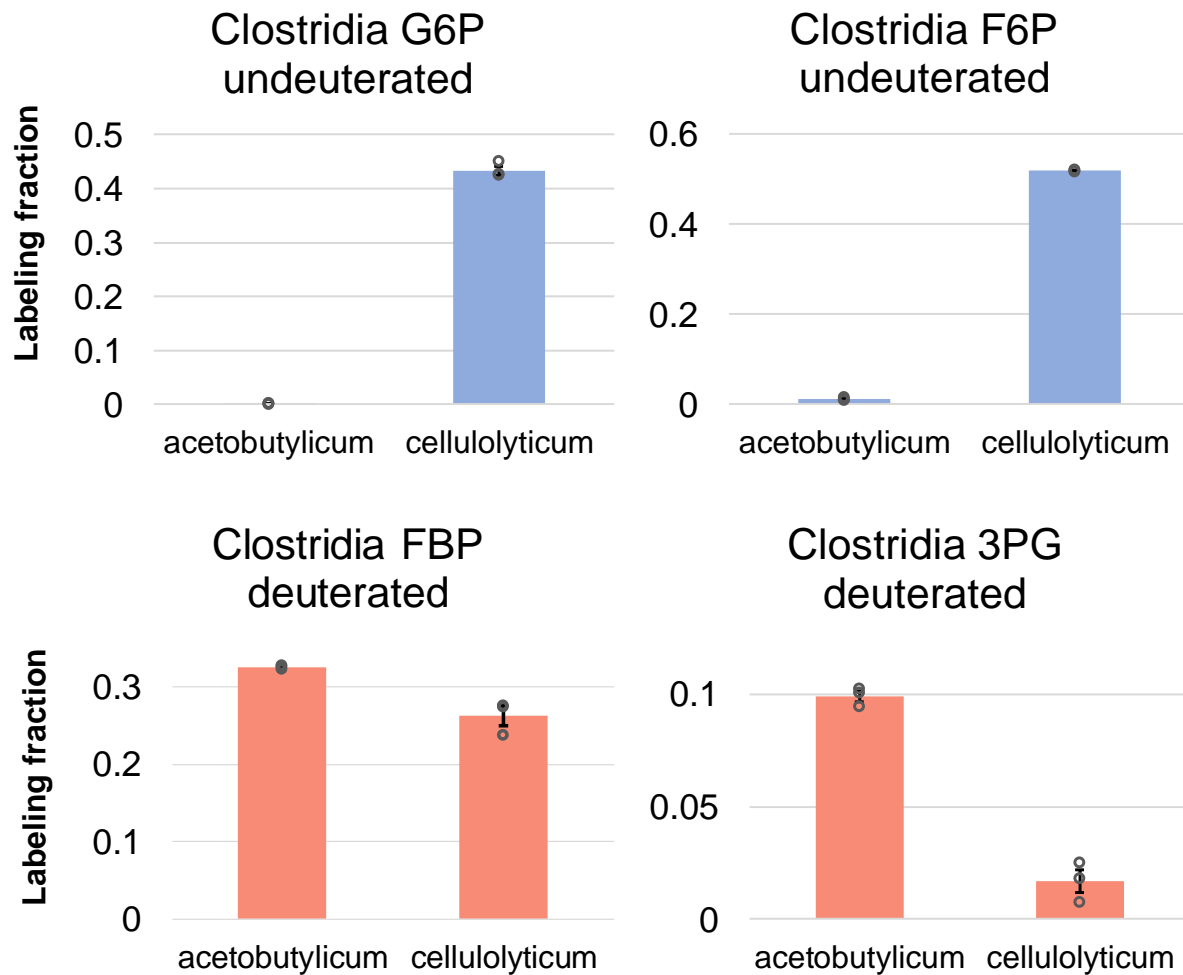 Clostridia G6P
undeuterated
Labeling fraction
0.5
0.4
0.3
0.2
0.1
0
acetobutylicum cellulolyticum
Clostridia F6P
undeuterated
0.6
0.4
0.2
0
acetobutylicum cellulolyticum
Clostridia FBP
deuterated
Labeling fraction
0.3
0.2
0.1
0
acetobutylicum cellulolyticum
Clostridia 3PG
deuterated
0.1
0.05
0
acetobutylicum cellulolyticum